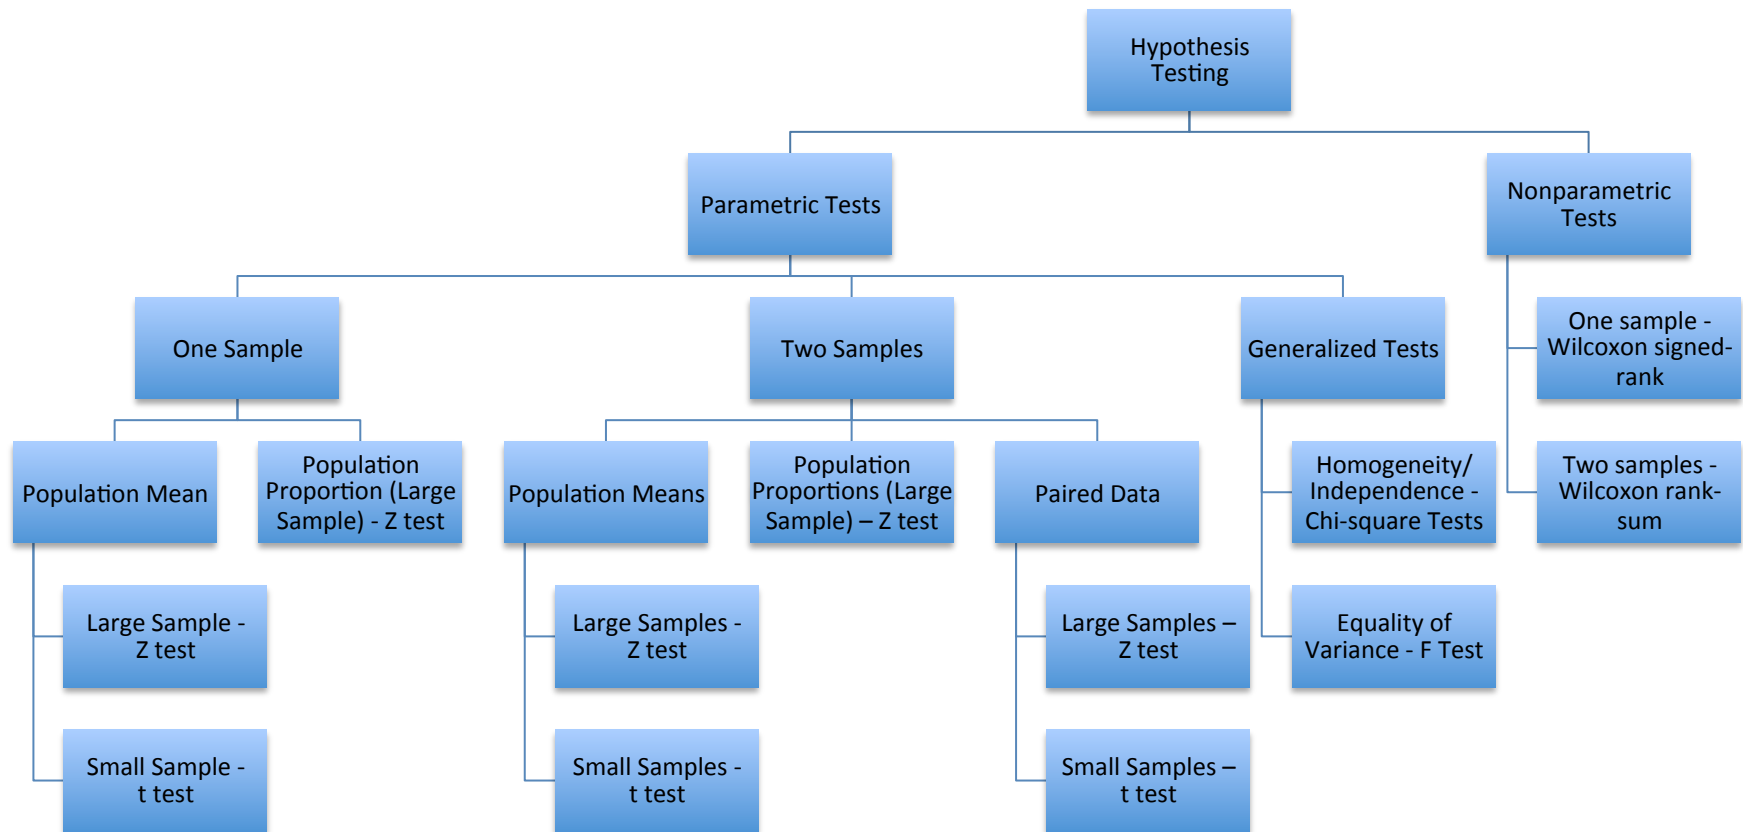 Hypothesis
Testing
Parametric Tests
Nonparametric
Tests
One Sample
Two Samples
Generalized Tests
One sample -
Wilcoxon signed-
rank
Population Mean
Population
Proportion (Large
Sample) - Z test
Population Means
Population
Proportions (Large
Sample) – Z test
Paired Data
Homogeneity/
Independence -
Chi-square Tests
Two samples -
Wilcoxon rank-
sum
Large Sample -
Z test
Large Samples -
Z test
Large Samples –
Z test
Equality of
Variance - F Test
Small Sample -
t test
Small Samples -
t test
Small Samples –
t test